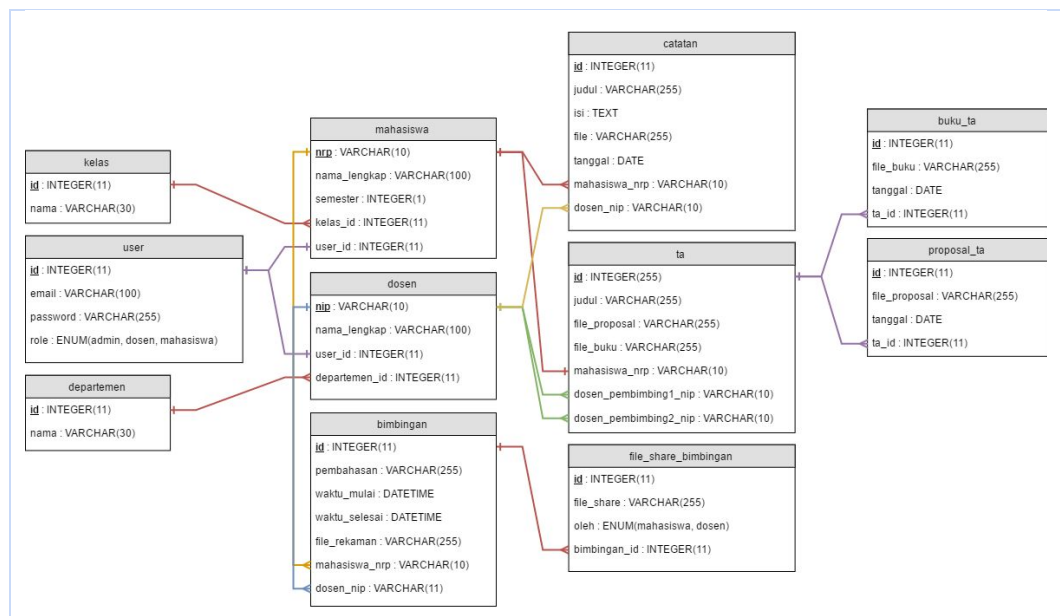 kelas
id : INTEGER(11)
nama : VARCHAR(30)
user
id : INTEGER(11)
email : VARCHAR(100)
password : VARCHAR(255)
role : ENUM(admin, dosen, mahasiswa)
departemen
id : INTEGER(11)
nama : VARCHAR(30)
mahasiswa
nrp : VARCHAR(10)
nama_lengkap : VARCHAR(100)
semester : INTEGER(1)
kelas_id : INTEGER(11)
user_id : INTEGER(11)
dosen
nip : VARCHAR(10)
nama_lengkap : VARCHAR(100)
user_id : INTEGER(11)
departemen_id : INTEGER(11)
bimbingan
id : INTEGER(11)
pembahasan : VARCHAR(255)
waktu_mulai : DATETIME
waktu_selesai : DATETIME
file_rekaman : VARCHAR(255)
mahasiswa_nrp : VARCHAR(10)
dosen_nip : VARCHAR(11)
catatan
id : INTEGER(11)
judul : VARCHAR(255)
isi : TEXT
file : VARCHAR(255)
tanggal : DATE
mahasiswa_nrp : VARCHAR(10)
dosen_nip : VARCHAR(10)
ta
id : INTEGER(255)
judul : VARCHAR(255)
file_proposal : VARCHAR(255)
file_buku : VARCHAR(255)
mahasiswa_nrp : VARCHAR(10)
dosen_pembimbing1_nip : VARCHAR(10)
dosen_pembimbing2_nip : VARCHAR(10)
file_share_bimbingan
id : INTEGER(11)
file_share : VARCHAR(255)
oleh : ENUM(mahasiswa, dosen)
bimbingan_id : INTEGER(11)
buku_ta
id : INTEGER(11)
file_buku : VARCHAR(255)
tanggal : DATE
ta_id : INTEGER(11)
proposal_ta
id : INTEGER(11)
file_proposal : VARCHAR(255)
tanggal : DATE
ta_id : INTEGER(11)